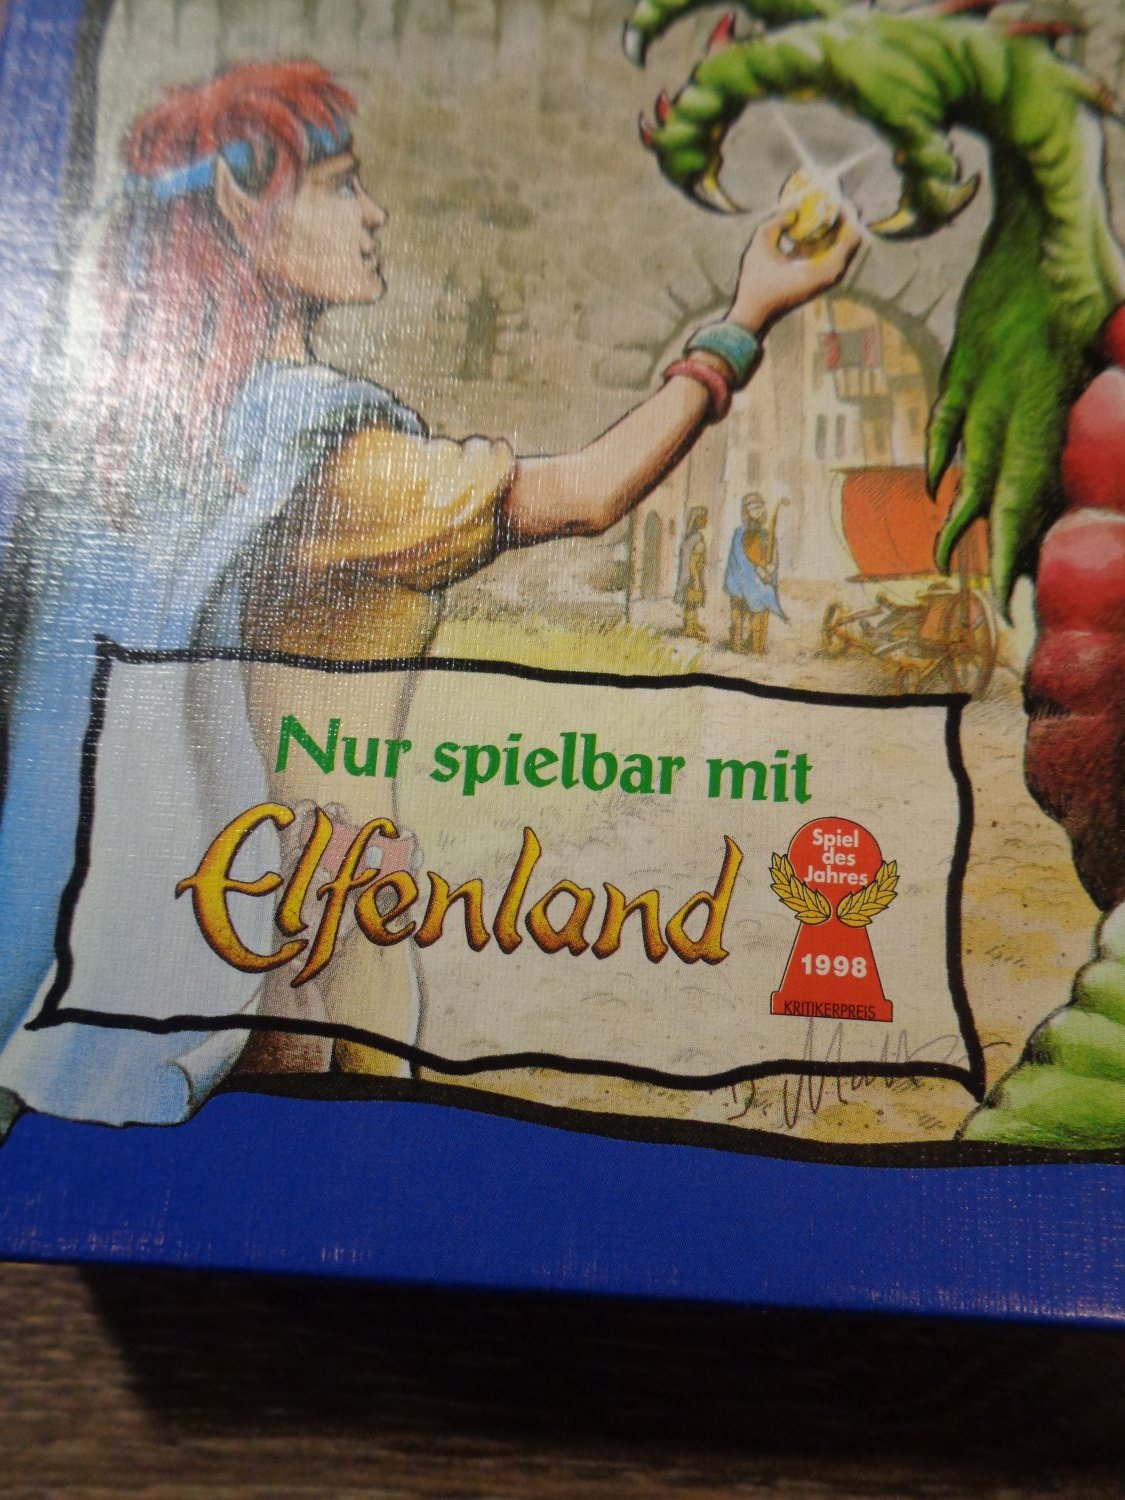 Nur spielbar mit
Elfenland
Spiel
des
Jahres
1998
KRITIKERPREIS